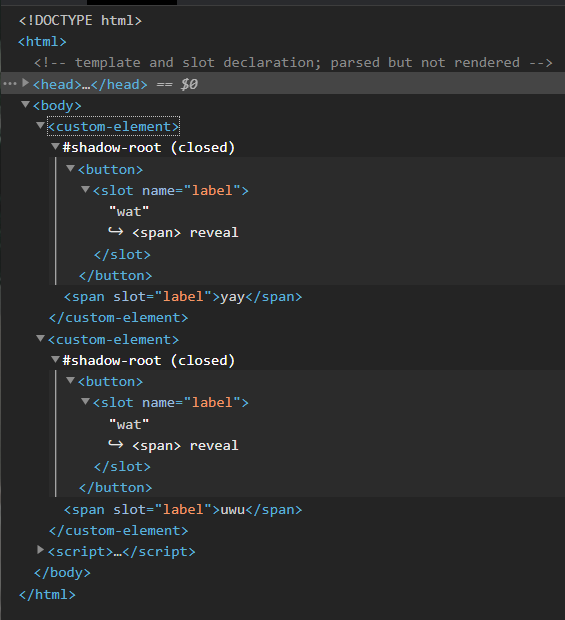 <!DOCTYPE html>
<html>
<!-- template and slot declaration; parsed but not rendered -->
<head>…</head> == $0
<body>
<custom-element>
#shadow-root (closed)
<button>
<slot name="label">
"wat"
↪ <span> reveal
</slot>
</button>
<span slot="label">yay</span>
</custom-element>
<custom-element>
#shadow-root (closed)
<button>
<slot name="label">
"wat"
↪ <span> reveal
</slot>
</button>
<span slot="label">uwu</span>
</custom-element>
<script>…</script>
</body>
</html>